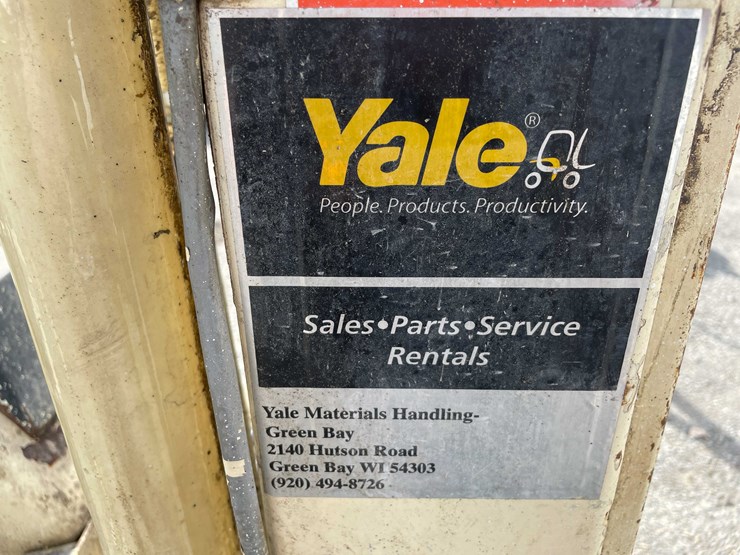 Yale®
People. Products. Productivity.
Sales•Parts•Service
Rentals
Yale Materials Handling-
Green Bay
2140 Hutson Road
Green Bay WI 54303
(920) 494-8726